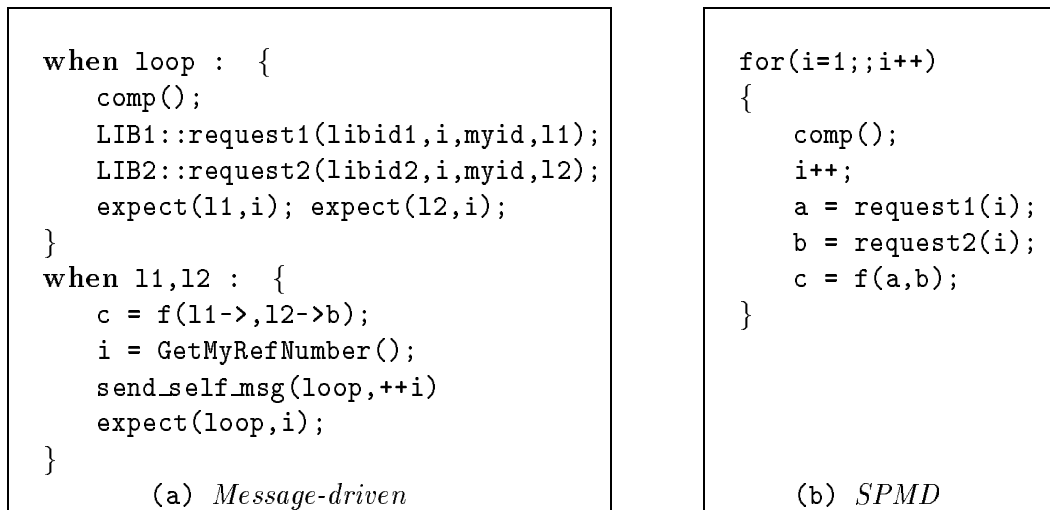 when loop : {
comp();
LIB1::request1(libid1,i,myid,l1);
LIB2::request2(libid2,i,myid,l2);
expect(l1,i); expect(l2,i);
}
when l1,l2 : {
c = f(l1->,l2->b);
i = GetMyRefNumber();
send_self_msg(loop,++i)
expect(loop,i);
}
(a) Message-driven
for(i=1;;i++)
{
comp();
i++;
a = request1(i);
b = request2(i);
c = f(a,b);
}
(b) SPMD